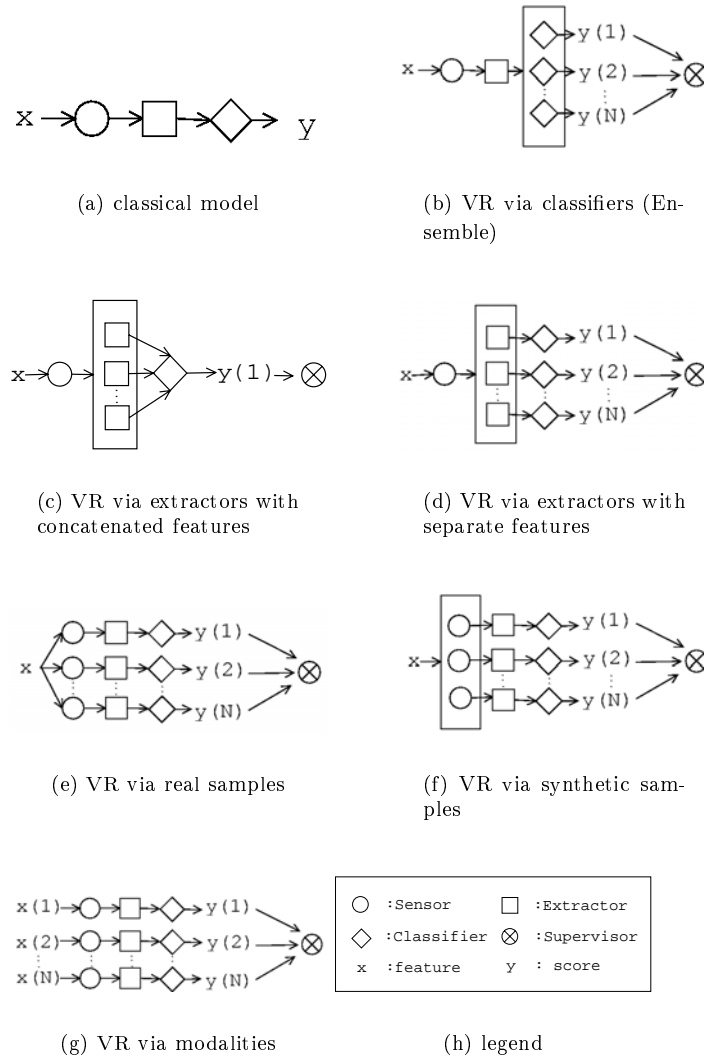 x y
(a) classical model
y(1)
x y(2)
y(N)
(b) VR via classifiers (En-
semble)
x y(1)
(c) VR via extractors with
concatenated features
y(1)
x y(2)
y(N)
(d) VR via extractors with
separate features
y(1)
x y(2)
y(N)
(e) VR via real samples
y(1)
x y(2)
y(N)
(f) VR via synthetic sam-
ples
x(1) y(1)
x(2) y(2)
x(N) y(N)
(g) VR via modalities
:Sensor :Extractor
:Classifier :Supervisor
x :feature y : score
(h) legend